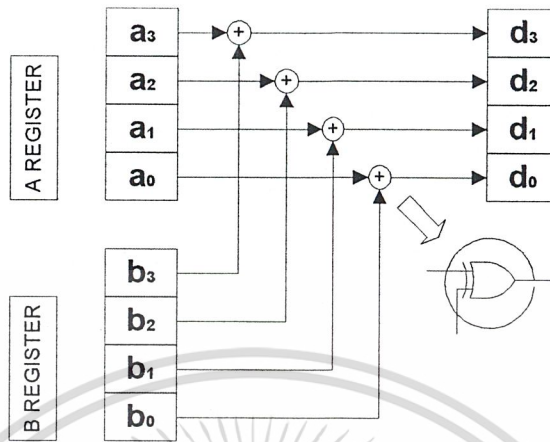 A REGISTER
a₃
a₂
a₁
a₀
B REGISTER
b₃
b₂
b₁
b₀
+
+
+
+
d₃
d₂
d₁
d₀